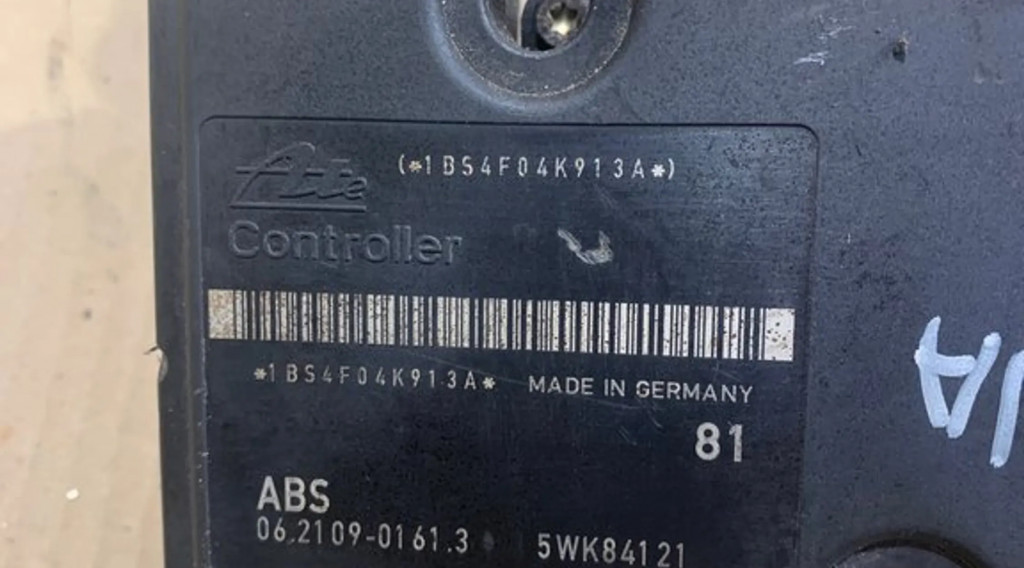 Ate (*1BS4F04K913A*)
Controller
*1BS4F04K913A* MADE IN GERMANY
81
ABS
06.2109-0161.3 5WK84121